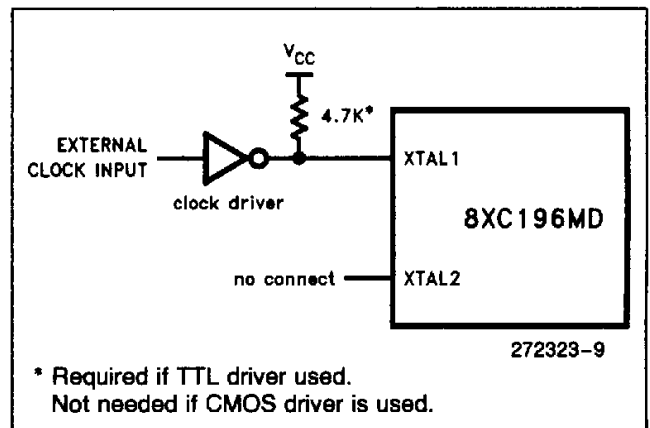 VCC
4.7K*
EXTERNAL
CLOCK INPUT
clock driver
XTAL1
8XC196MD
no connect
XTAL2
272323-9
* Required if TTL driver used.
Not needed if CMOS driver is used.